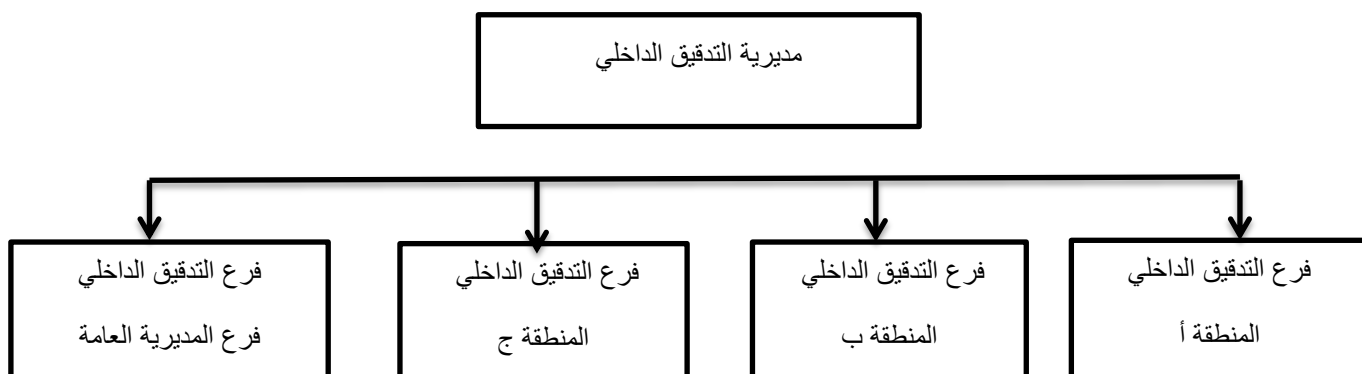 مديرية التدقيق الداخلي
فرع التدقيق الداخلي
المنطقة أ
فرع التدقيق الداخلي
المنطقة ب
فرع التدقيق الداخلي
المنطقة ج
فرع التدقيق الداخلي
فرع المديرية العامة